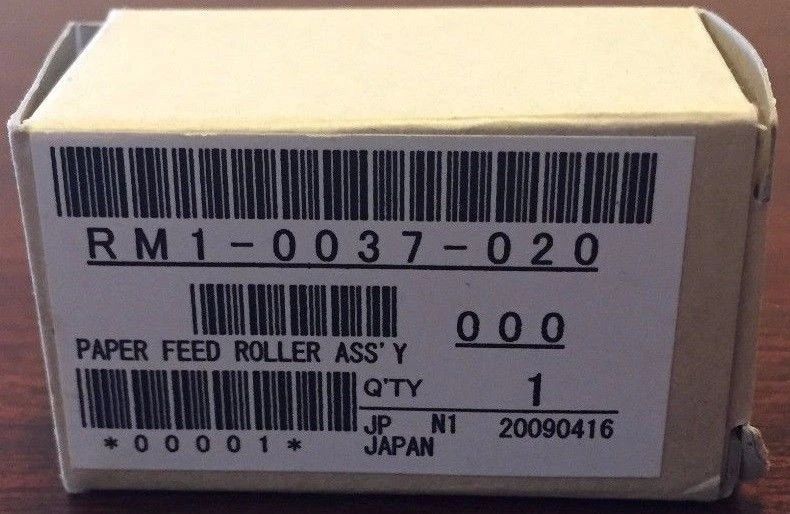 RM1-0037-020
000
PAPER FEED ROLLER ASS'Y
Q'TY 1
*00001*
JP N1 20090416
JAPAN